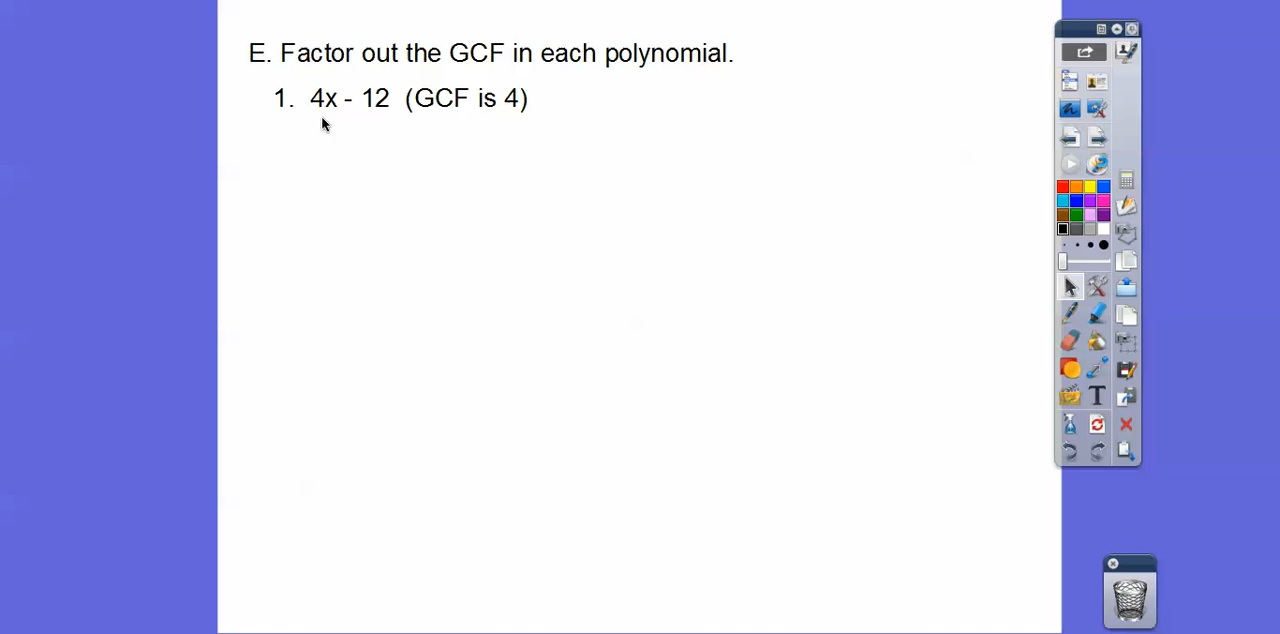 E. Factor out the GCF in each polynomial.
1. 4x - 12 (GCF is 4)
T